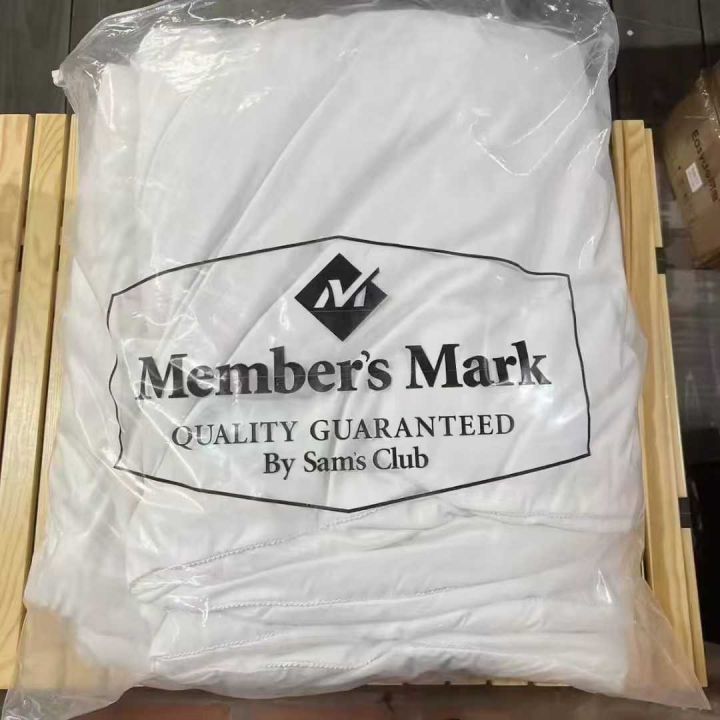 Member's Mark
QUALITY GUARANTEED
By Sam's Club